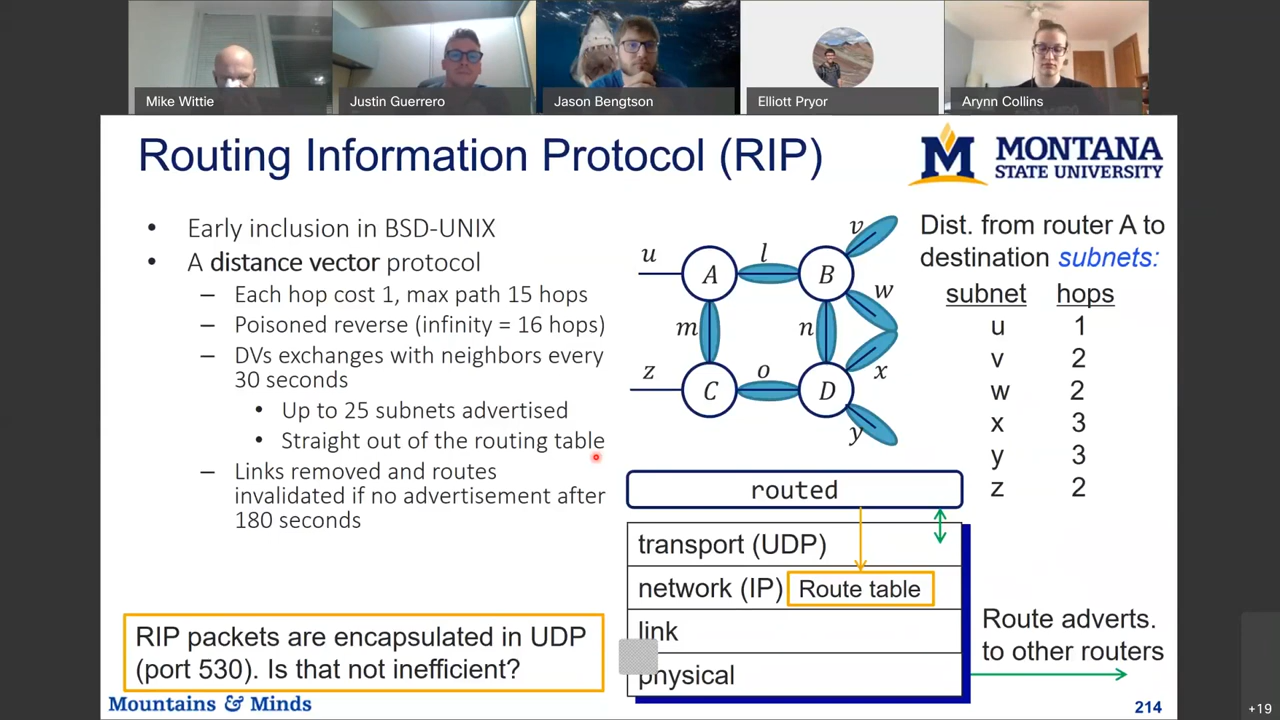 Mike Wittie
Justin Guerrero
Jason Bengtson
Elliott Pryor
Arynn Collins
Routing Information Protocol (RIP)
M MONTANA
STATE UNIVERSITY
• Early inclusion in BSD-UNIX
• A distance vector protocol
– Each hop cost 1, max path 15 hops
– Poisoned reverse (infinity = 16 hops)
– DVs exchanges with neighbors every
30 seconds
• Up to 25 subnets advertised
• Straight out of the routing table
– Links removed and routes
invalidated if no advertisement after
180 seconds
RIP packets are encapsulated in UDP
(port 530). Is that not inefficient?
u
A
l
B
v
w
m
n
z
C
o
D
x
y
Dist. from router A to
destination subnets:
subnet hops
u 1
v 2
w 2
x 3
y 3
z 2
routed
transport (UDP)
network (IP) Route table
link
physical
Route adverts.
to other routers
Mountains & Minds
214
+19